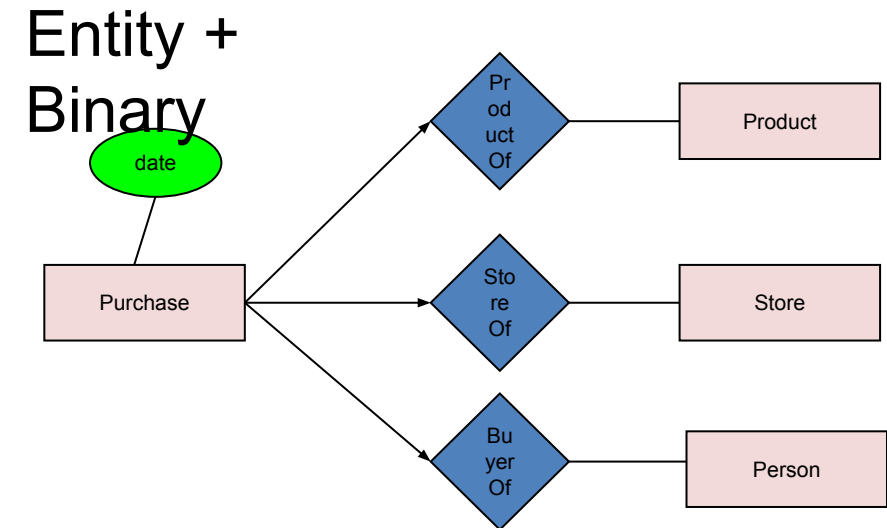 Entity +
Binary
date
Purchase
Pr
od
uct
Of
Product
Sto
re
Of
Store
Bu
yer
Of
Person